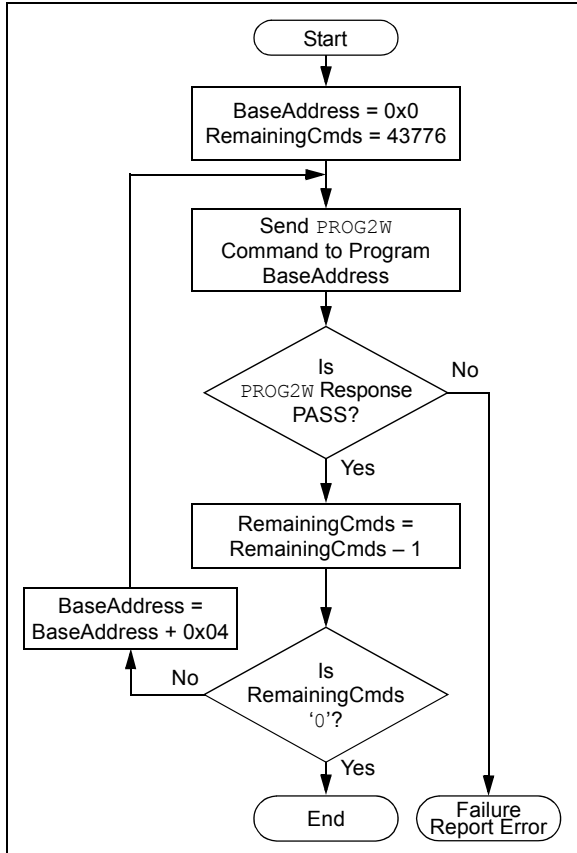 Start
BaseAddress = 0x0
RemainingCmds = 43776
Send PROG2W
Command to Program
BaseAddress
Is
PROG2W Response
PASS?
No
Yes
RemainingCmds =
RemainingCmds – 1
BaseAddress =
BaseAddress + 0x04
No
Is
RemainingCmds
‘0’?
Yes
End
Failure
Report Error